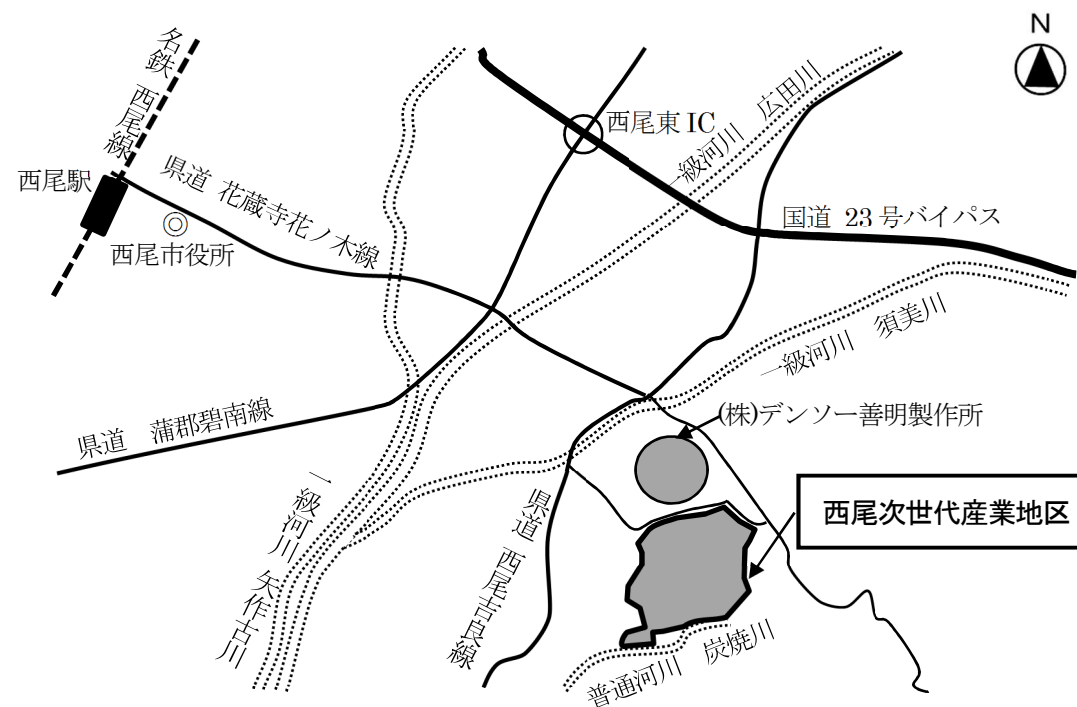 N
名鉄 西尾線
西尾東 IC
一級河川 広田川
西尾駅
県道 花蔵寺花ノ木線
◎
西尾市役所
国道 23 号バイパス
一級河川 須美川
県道 蒲郡碧南線
(株)デンソー善明製作所
西尾次世代産業地区
一級河川 矢作古川
県道 西尾吉良線
普通河川 炭焼川